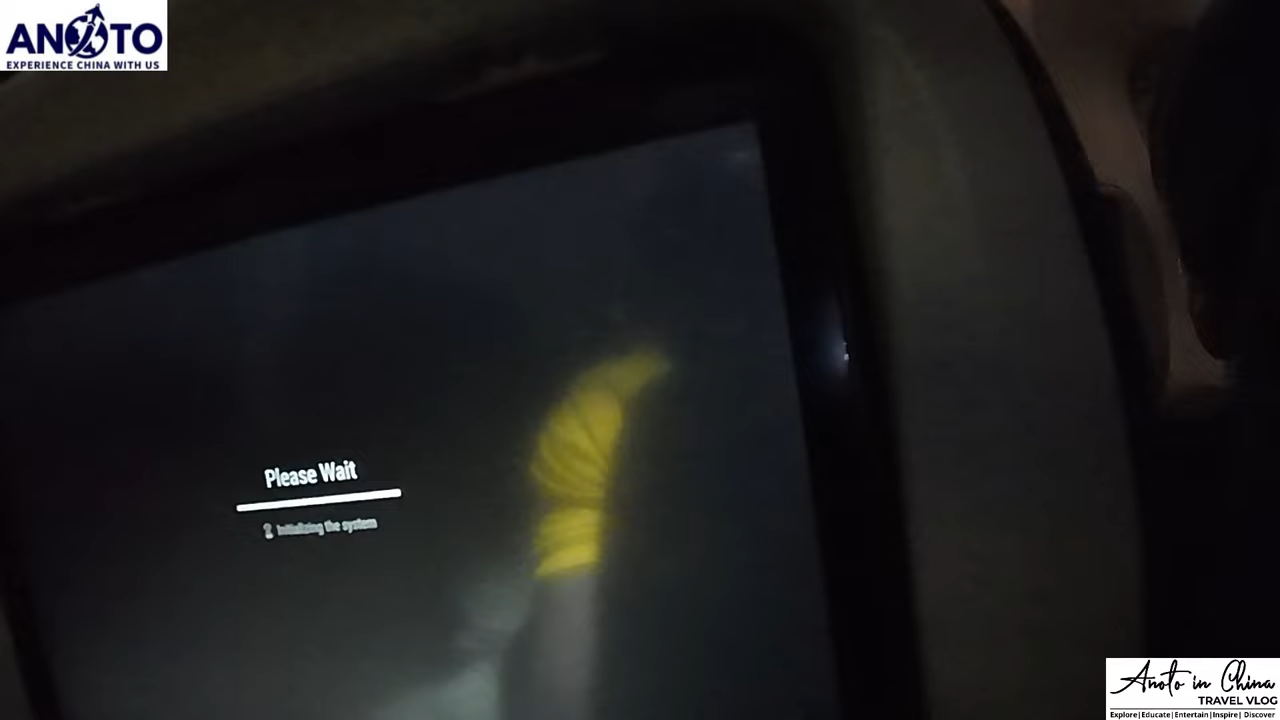 ANOTO
EXPERIENCE CHINA WITH US
Please Wait
Initializing the system
Anoto in China
TRAVEL VLOG
Explore|Educate|Entertain|Inspire| Discover